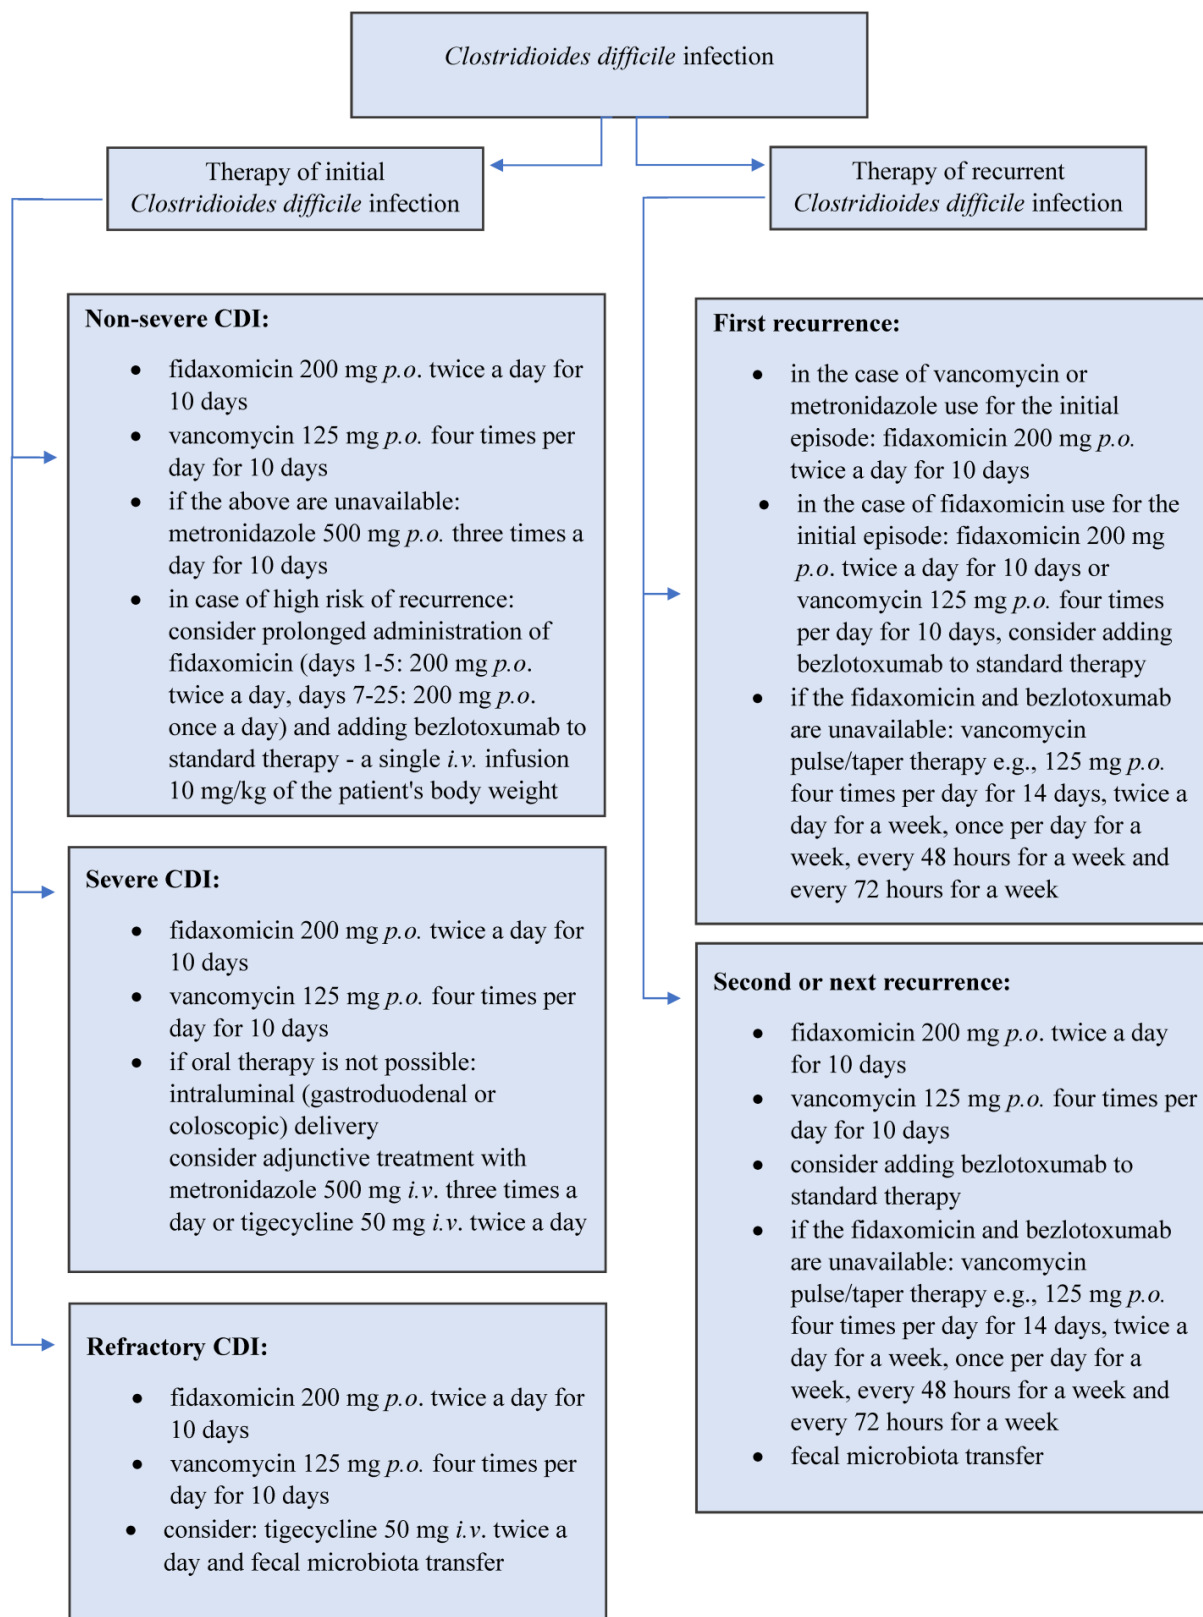 Clostridioides difficile infection
Therapy of initial
Clostridioides difficile infection
Therapy of recurrent
Clostridioides difficile infection
Non-severe CDI:
• fidaxomicin 200 mg p.o. twice a day for
10 days
• vancomycin 125 mg p.o. four times per
day for 10 days
• if the above are unavailable:
metronidazole 500 mg p.o. three times a
day for 10 days
• in case of high risk of recurrence:
consider prolonged administration of
fidaxomicin (days 1-5: 200 mg p.o.
twice a day, days 7-25: 200 mg p.o.
once a day) and adding bezlotoxumab to
standard therapy - a single i.v. infusion
10 mg/kg of the patient's body weight
Severe CDI:
• fidaxomicin 200 mg p.o. twice a day for
10 days
• vancomycin 125 mg p.o. four times per
day for 10 days
• if oral therapy is not possible:
intraluminal (gastroduodenal or
coloscopic) delivery
consider adjunctive treatment with
metronidazole 500 mg i.v. three times a
day or tigecycline 50 mg i.v. twice a day
Refractory CDI:
• fidaxomicin 200 mg p.o. twice a day for
10 days
• vancomycin 125 mg p.o. four times per
day for 10 days
• consider: tigecycline 50 mg i.v. twice a
day and fecal microbiota transfer
First recurrence:
• in the case of vancomycin or
metronidazole use for the initial
episode: fidaxomicin 200 mg p.o.
twice a day for 10 days
• in the case of fidaxomicin use for the
initial episode: fidaxomicin 200 mg
p.o. twice a day for 10 days or
vancomycin 125 mg p.o. four times
per day for 10 days, consider adding
bezlotoxumab to standard therapy
• if the fidaxomicin and bezlotoxumab
are unavailable: vancomycin
pulse/taper therapy e.g., 125 mg p.o.
four times per day for 14 days, twice a
day for a week, once per day for a
week, every 48 hours for a week and
every 72 hours for a week
Second or next recurrence:
• fidaxomicin 200 mg p.o. twice a day
for 10 days
• vancomycin 125 mg p.o. four times per
day for 10 days
• consider adding bezlotoxumab to
standard therapy
• if the fidaxomicin and bezlotoxumab
are unavailable: vancomycin
pulse/taper therapy e.g., 125 mg p.o.
four times per day for 14 days, twice a
day for a week, once per day for a
week, every 48 hours for a week and
every 72 hours for a week
• fecal microbiota transfer